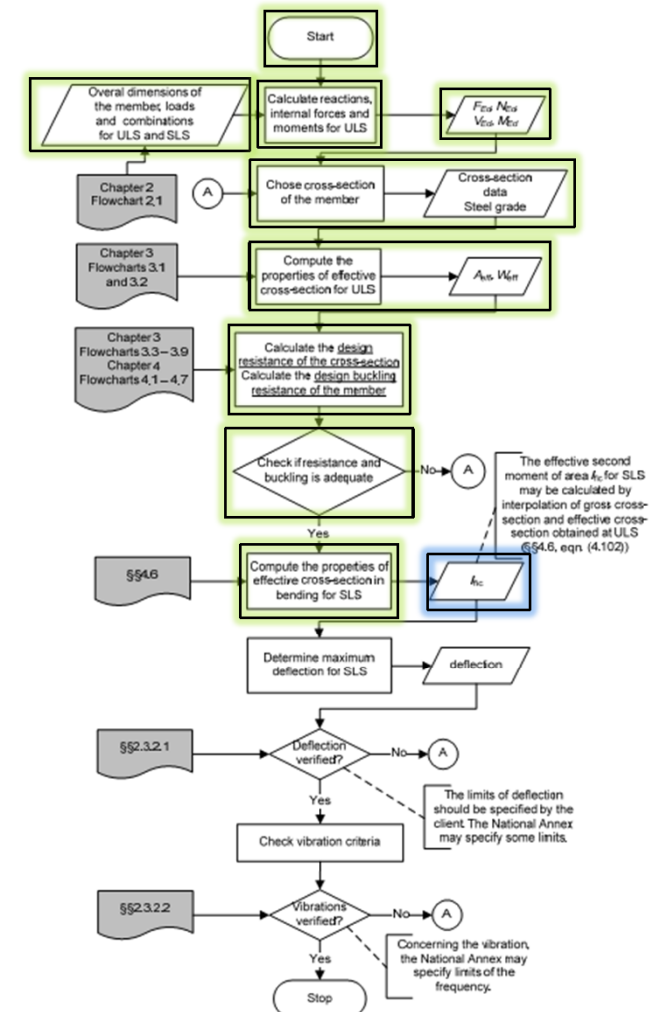 Start
Overal dimensions of
the member, loads
and combinations
for ULS and SLS
Calculate reactions,
internal forces and
moments for ULS
FEd, NEd
VEd, MEd
Chapter 2
Flowchart 2.1
A
Chose cross-section
of the member
Cross-section
data
Steel grade
Chapter 3
Flowcharts 3.1
and 3.2
Compute the
properties of effective
cross-section for ULS
Aeff, Weff
Chapter 3
Flowcharts 3.3–3.9
Chapter 4
Flowcharts 4.1–4.7
Calculate the design
resistance of the cross-section
Calculate the design buckling
resistance of the member
Check if resistance and
buckling is adequate
No
A
The effective second
moment of area Ific for SLS
may be calculated by
interpolation of gross cross-
section and effective cross-
section obtained at ULS
(§§4.6, eqn. (4.102))
Yes
§§4.6
Compute the properties of
effective cross-section in
bending for SLS
Ific
Determine maximum
deflection for SLS
deflection
§§2.3.2.1
Deflection
verified?
No
A
Yes
The limits of deflection
should be specified by the
client. The National Annex
may specify some limits.
Check vibration criteria
§§2.3.2.2
Vibrations
verified?
No
A
Yes
Concerning the vibration,
the National Annex may
specify limits of the
frequency.
Stop